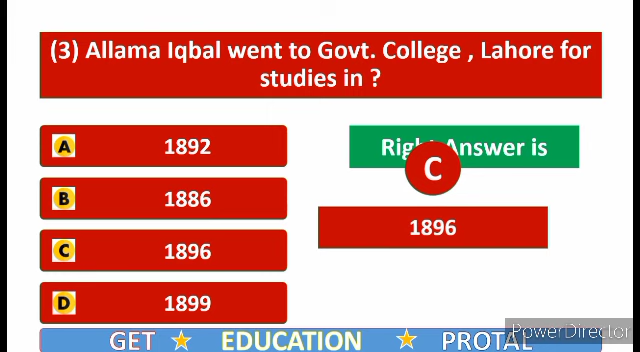 (3) Allama Iqbal went to Govt. College , Lahore for
studies in ?
A 1892
B 1886
C 1896
D 1899
Right Answer is
C
1896
GET EDUCATION PROTAL
PowerDirector